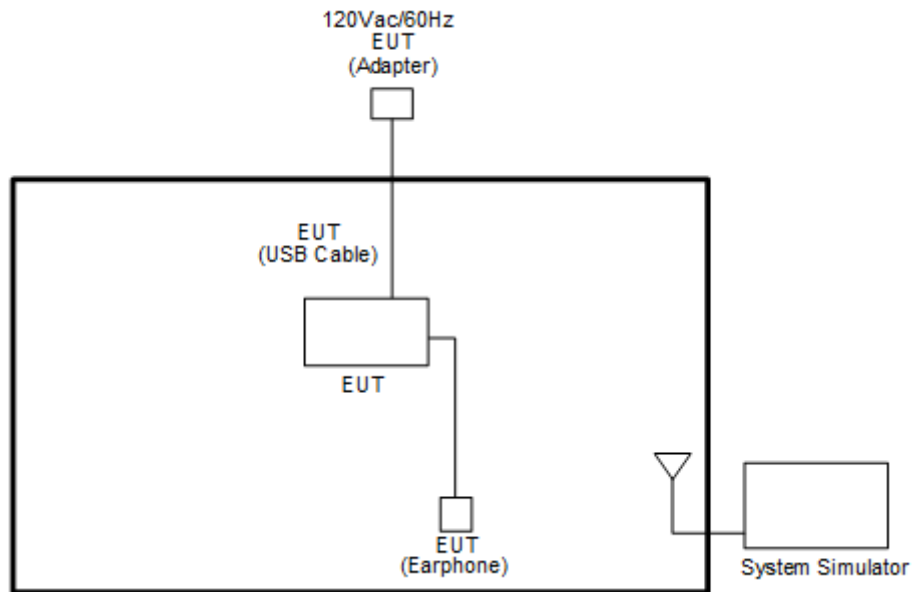 120Vac/60Hz
EUT
(Adapter)
EUT
(USB Cable)
EUT
EUT
(Earphone)
System Simulator